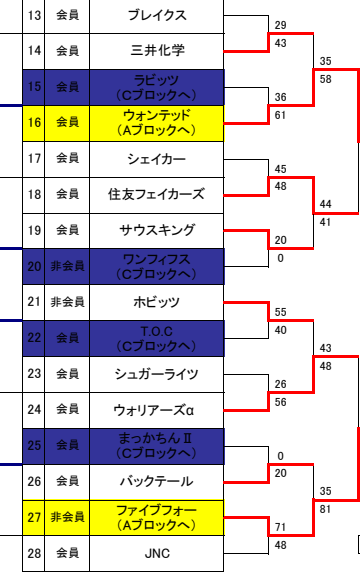 13 会員 ブレイクス
29
14 会員 三井化学
43
35
15 会員 ラビッツ
(Cブロックへ)
58
36
16 会員 ウォンテッド
(Aブロックへ)
61
17 会員 シェイカー
45
18 会員 住友フェイカーズ
48
44
19 会員 サウスキング
41
20
20 非会員 ワンフィフス
(Cブロックへ)
0
21 非会員 ホビッツ
55
22 会員 T.O.C
(Cブロックへ)
40
43
23 会員 シュガーライツ
48
26
24 会員 ウォリアーズα
56
25 会員 まっかちんⅡ
(Cブロックへ)
0
26 会員 バックテール
20
35
27 非会員 ファイブフォー
(Aブロックへ)
81
71
28 会員 JNC
48